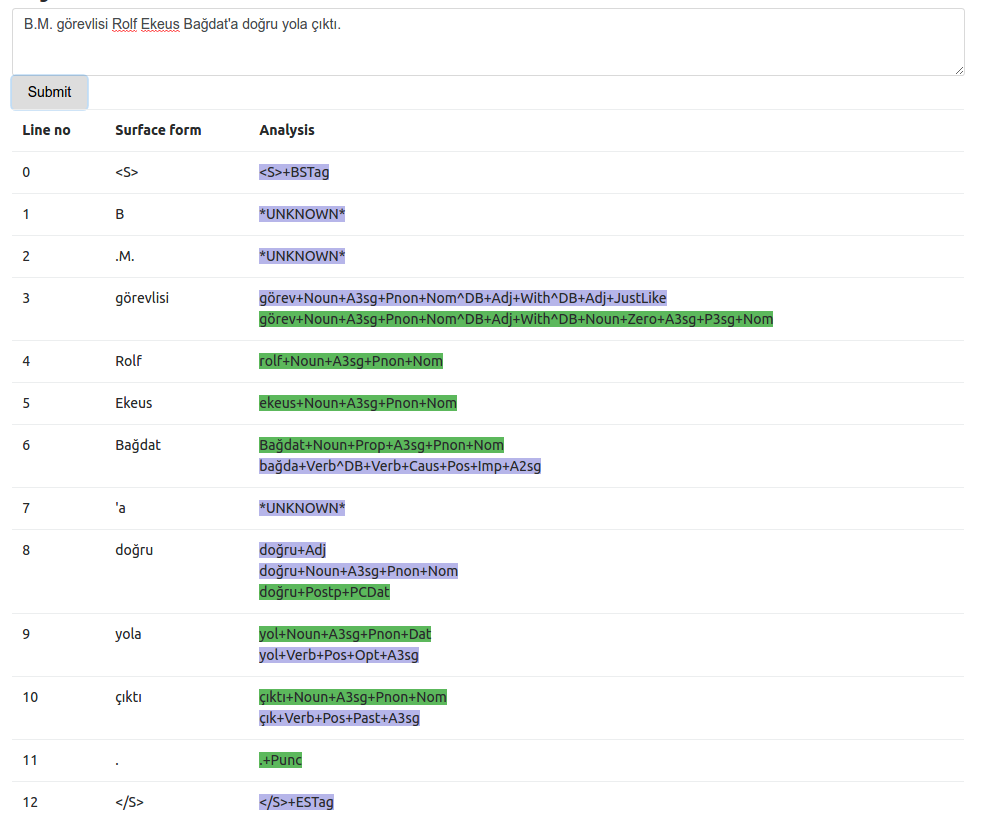 B.M. görevlisi Rolf Ekeus Bağdat'a doğru yola çıktı.
Submit
Line no Surface form Analysis
0 <S> <S>+BSTag
1 B *UNKNOWN*
2 .M. *UNKNOWN*
3 görevlisi görev+Noun+A3sg+Pnon+Nom^DB+Adj+With^DB+Adj+JustLike
görev+Noun+A3sg+Pnon+Nom^DB+Adj+With^DB+Noun+Zero+A3sg+P3sg+Nom
4 Rolf rolf+Noun+A3sg+Pnon+Nom
5 Ekeus ekeus+Noun+A3sg+Pnon+Nom
6 Bağdat Bağdat+Noun+Prop+A3sg+Pnon+Nom
bağda+Verb^DB+Verb+Caus+Pos+Imp+A2sg
7 'a *UNKNOWN*
8 doğru doğru+Adj
doğru+Noun+A3sg+Pnon+Nom
doğru+Postp+PCDat
9 yola yol+Noun+A3sg+Pnon+Dat
yol+Verb+Pos+Opt+A3sg
10 çıktı çıktı+Noun+A3sg+Pnon+Nom
çık+Verb+Pos+Past+A3sg
11 . .+Punc
12 </S> </S>+ESTag